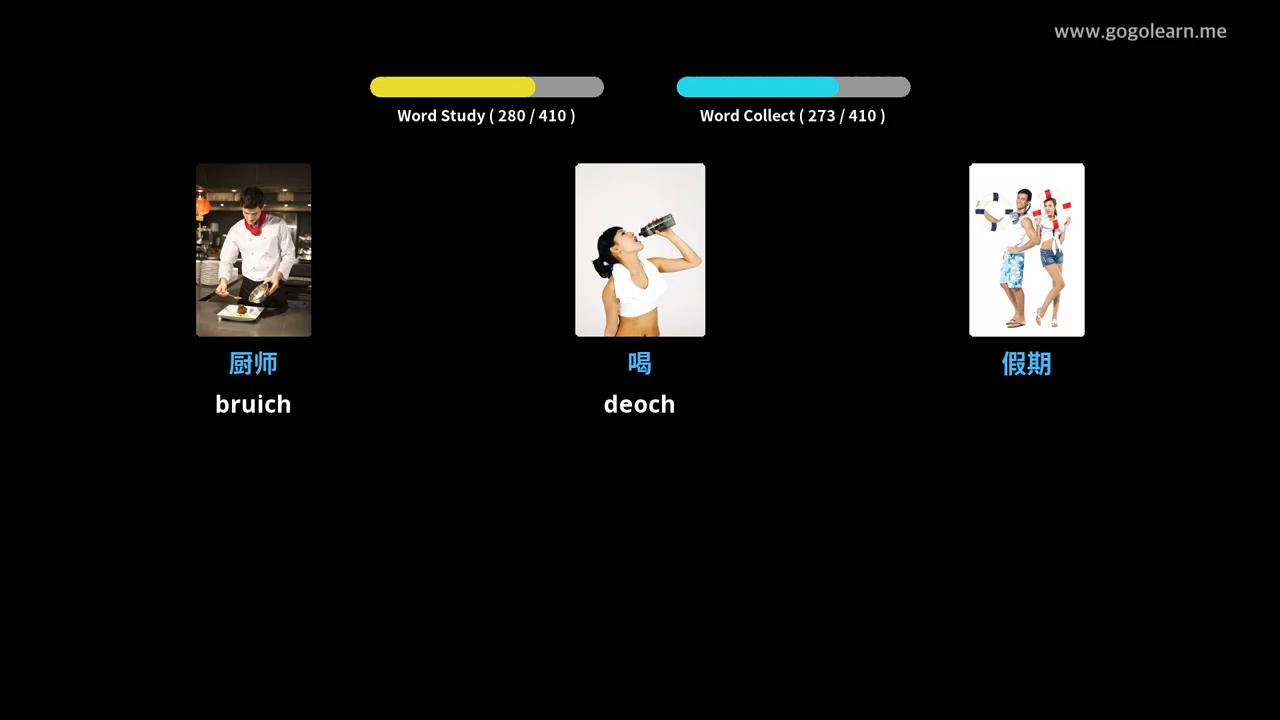 www.gogolearn.me
Word Study ( 280 / 410 )
Word Collect ( 273 / 410 )
厨师
喝
假期
bruich
deoch